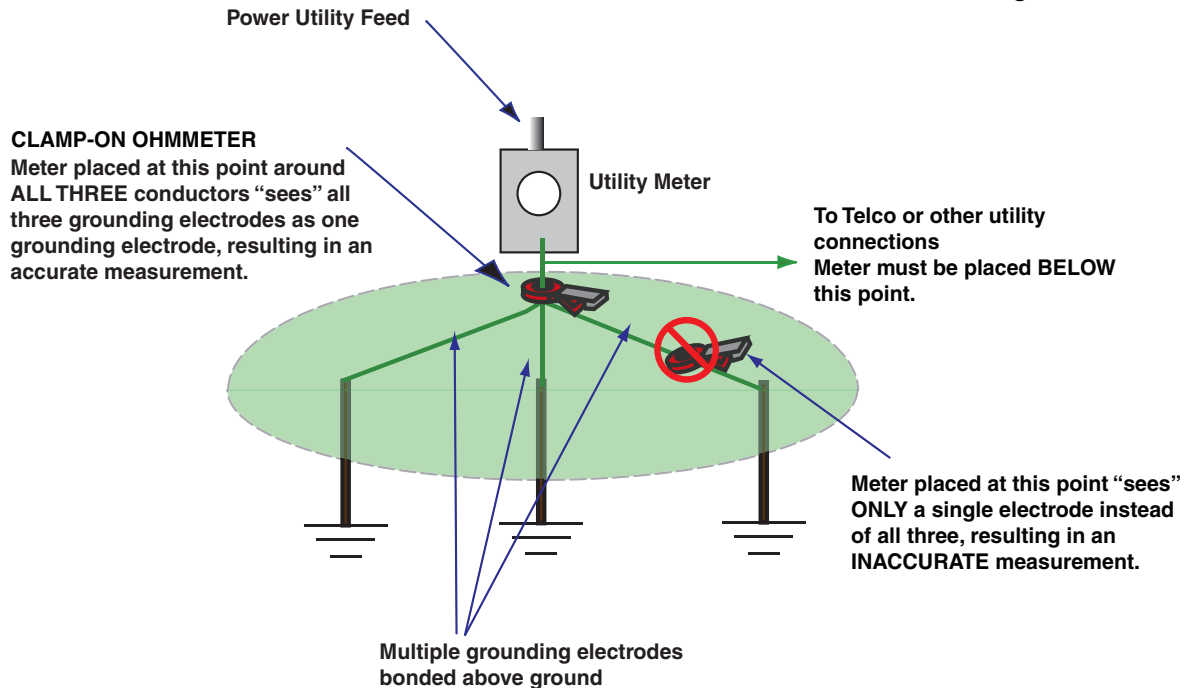 Power Utility Feed
CLAMP-ON OHMMETER
Meter placed at this point around
ALL THREE conductors “sees” all
three grounding electrodes as one
grounding electrode, resulting in an
accurate measurement.
Utility Meter
To Telco or other utility
connections
Meter must be placed BELOW
this point.
Meter placed at this point “sees”
ONLY a single electrode instead
of all three, resulting in an
INACCURATE measurement.
Multiple grounding electrodes
bonded above ground